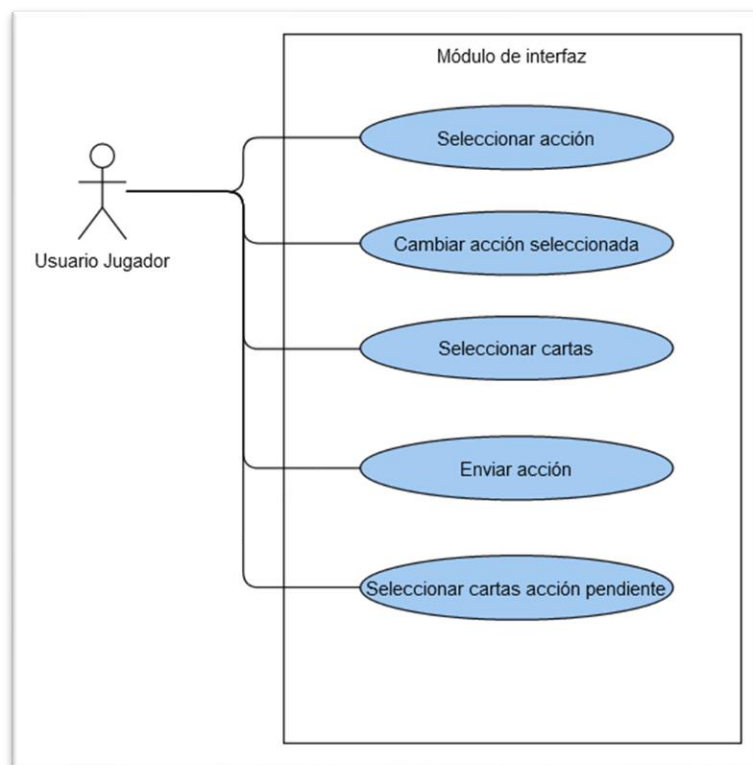 Módulo de interfaz
Seleccionar acción
Cambiar acción seleccionada
Usuario Jugador
Seleccionar cartas
Enviar acción
Seleccionar cartas acción pendiente